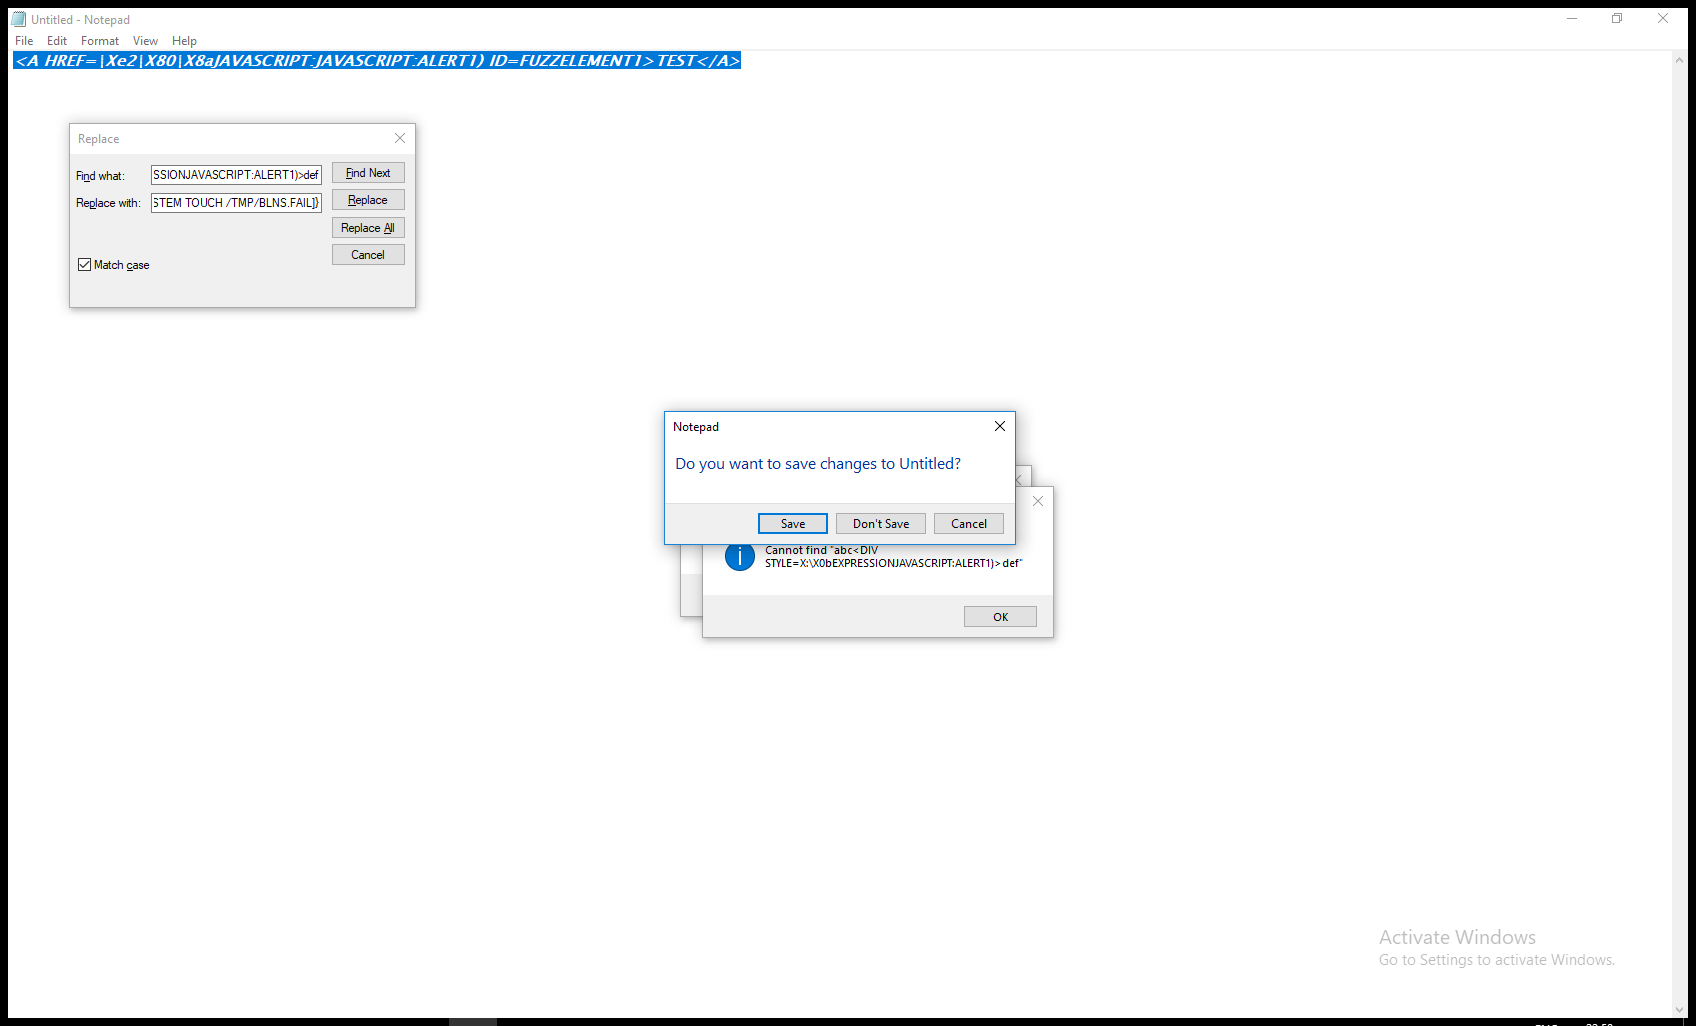 Untitled - Notepad
File Edit Format View Help
<A HREF=|Xe2|X80|X8aJAVASCRIPT:JAVASCRIPT:ALERT1) ID=FUZZELEMENT1>TEST</A>
Replace
Find what: SSIONJAVASCRIPT:ALERT1)>def Find Next
Replace with: STEM TOUCH /TMP/BLNS.FAIL]} Replace
Replace All
Cancel
Match case
Notepad
Do you want to save changes to Untitled?
Save Don't Save Cancel
Cannot find "abc<DIV
STYLE=X:\X0bEXPRESSIONJAVASCRIPT:ALERT1)>def"
OK
Activate Windows
Go to Settings to activate Windows.